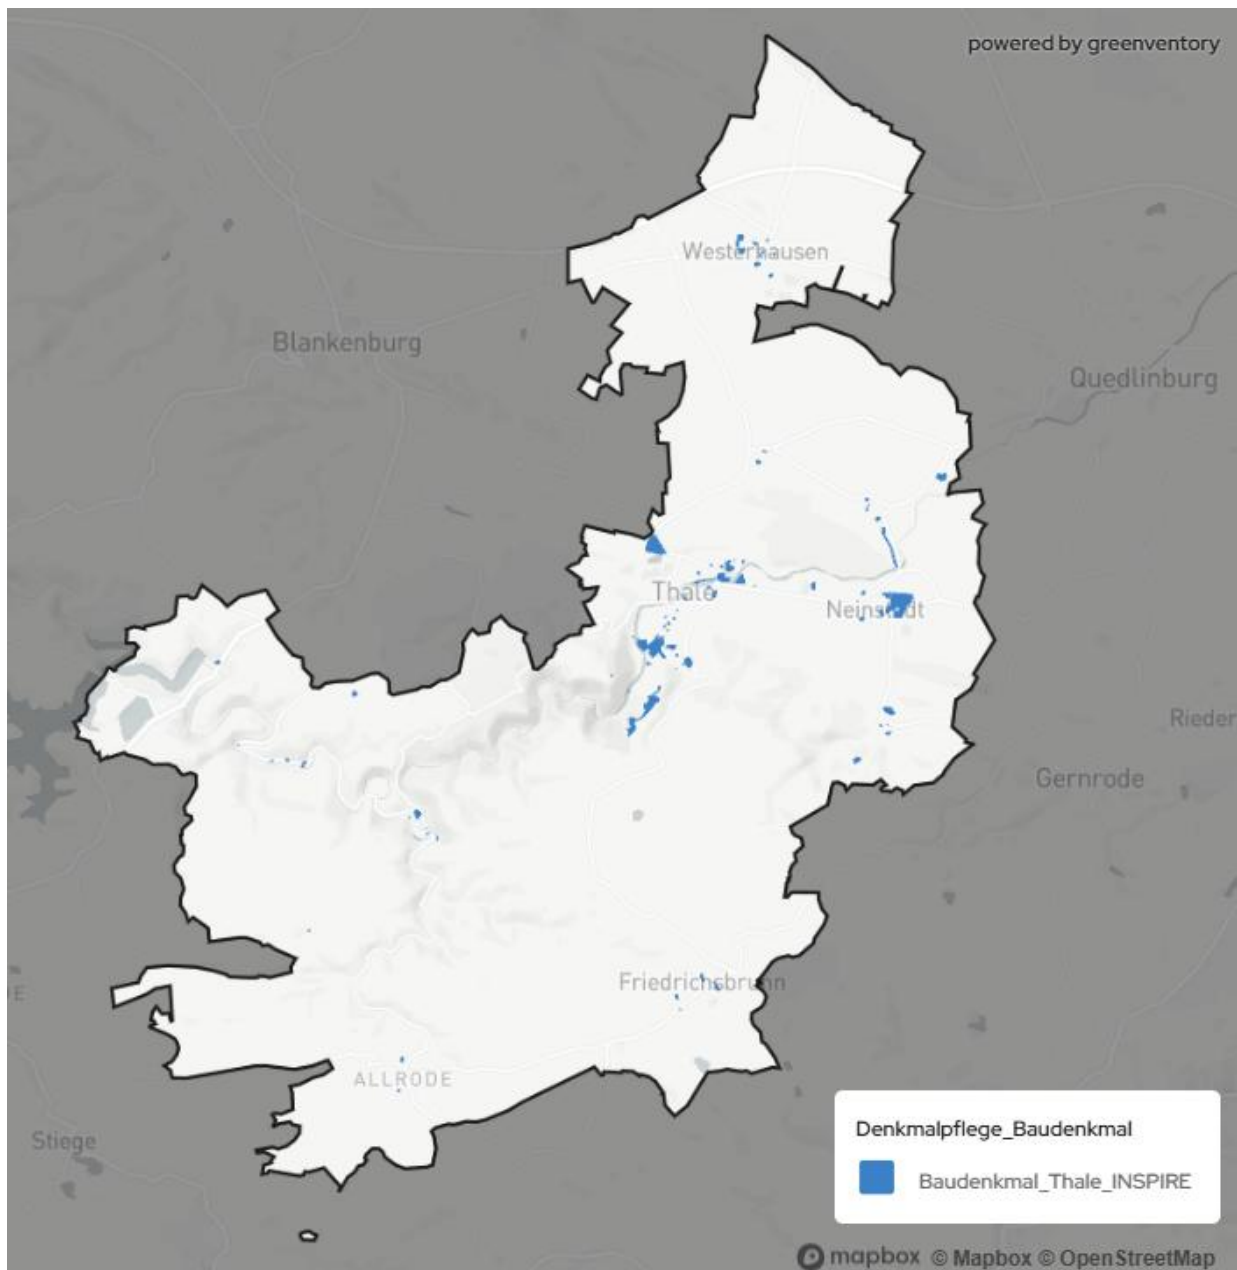 powered by greenventory
Westerhausen
Blankenburg
Quedlinburg
Thale
Neinstedt
Rieder
Gernrode
Friedrichsbrunn
ALLRODE
Stiege
Denkmalpflege_Baudenkmal
Baudenkmal_Thale_INSPIRE
mapbox © Mapbox © OpenStreetMap